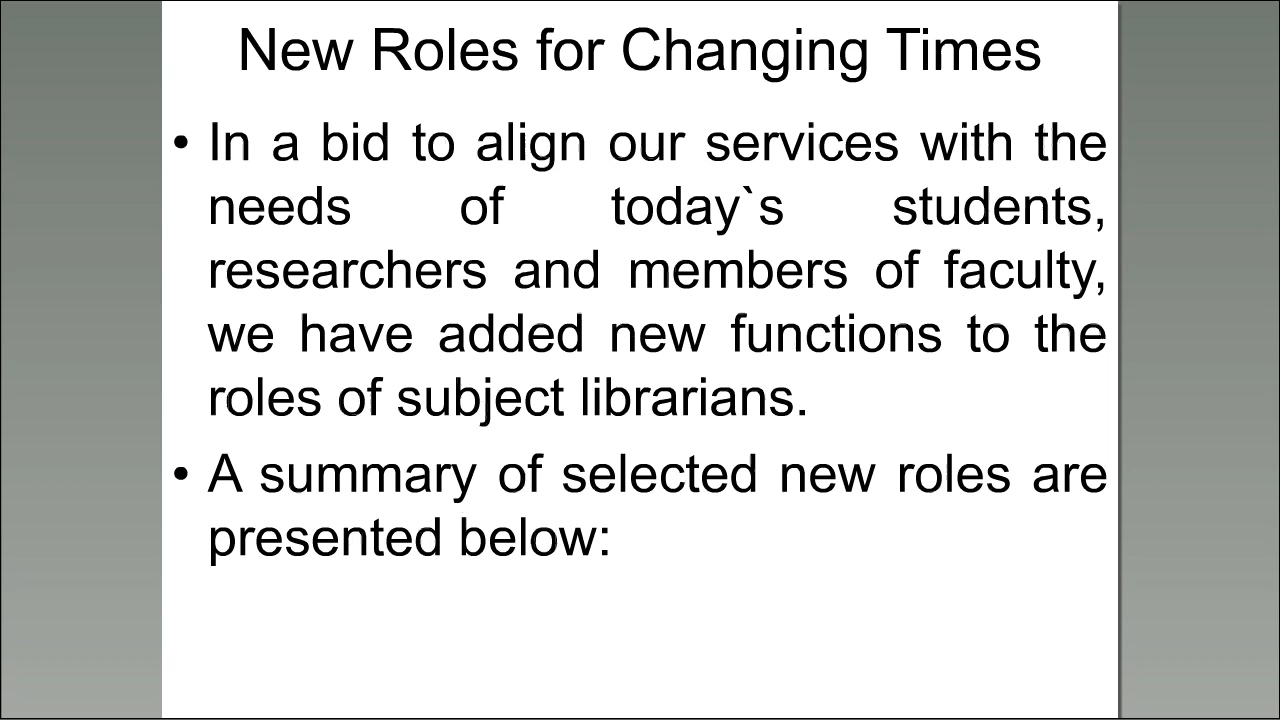 New Roles for Changing Times
• In a bid to align our services with the
needs of today`s students,
researchers and members of faculty,
we have added new functions to the
roles of subject librarians.
• A summary of selected new roles are
presented below: